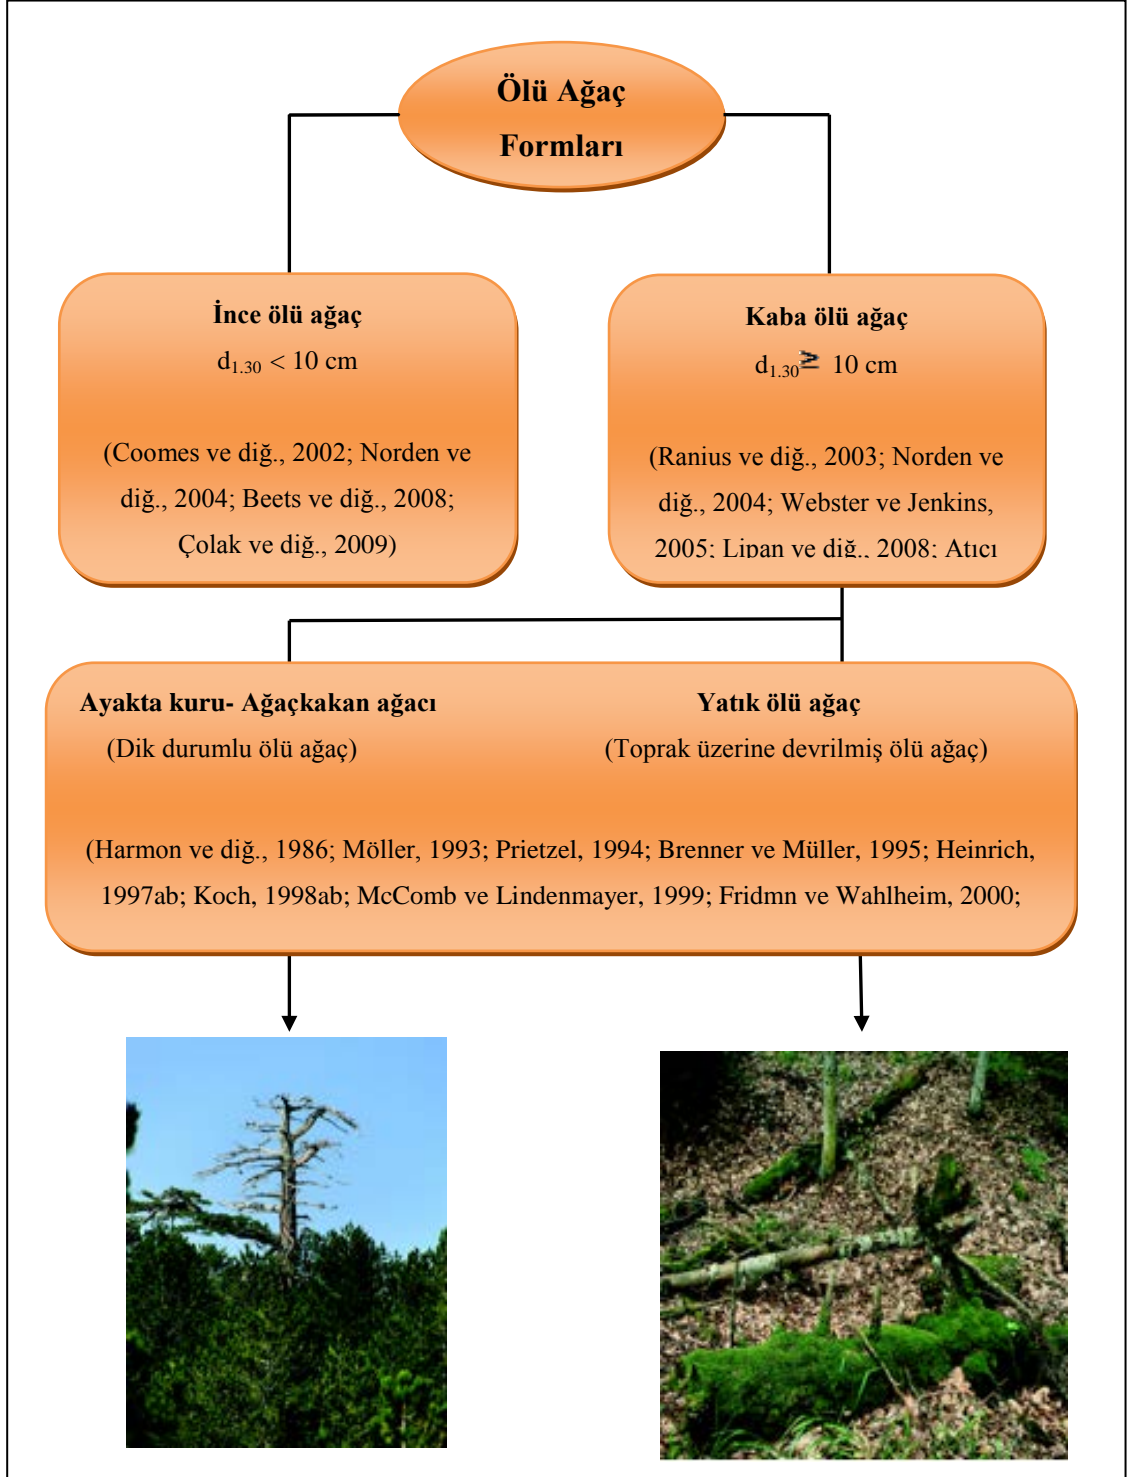 Ölü Ağaç
Formları
İnce ölü ağaç
d1.30 < 10 cm
(Coomes ve diğ., 2002; Norden ve
diğ., 2004; Beets ve diğ., 2008;
Çolak ve diğ., 2009)
Kaba ölü ağaç
d1.30 ≥ 10 cm
(Ranius ve diğ., 2003; Norden ve
diğ., 2004; Webster ve Jenkins,
2005; Lipan ve diğ., 2008; Atıcı
Ayakta kuru- Ağaçkakan ağacı
(Dik durumlu ölü ağaç)
Yatık ölü ağaç
(Toprak üzerine devrilmiş ölü ağaç)
(Harmon ve diğ., 1986; Möller, 1993; Prietzel, 1994; Brenner ve Müller, 1995; Heinrich,
1997ab; Koch, 1998ab; McComb ve Lindenmayer, 1999; Fridmn ve Wahlheim, 2000;